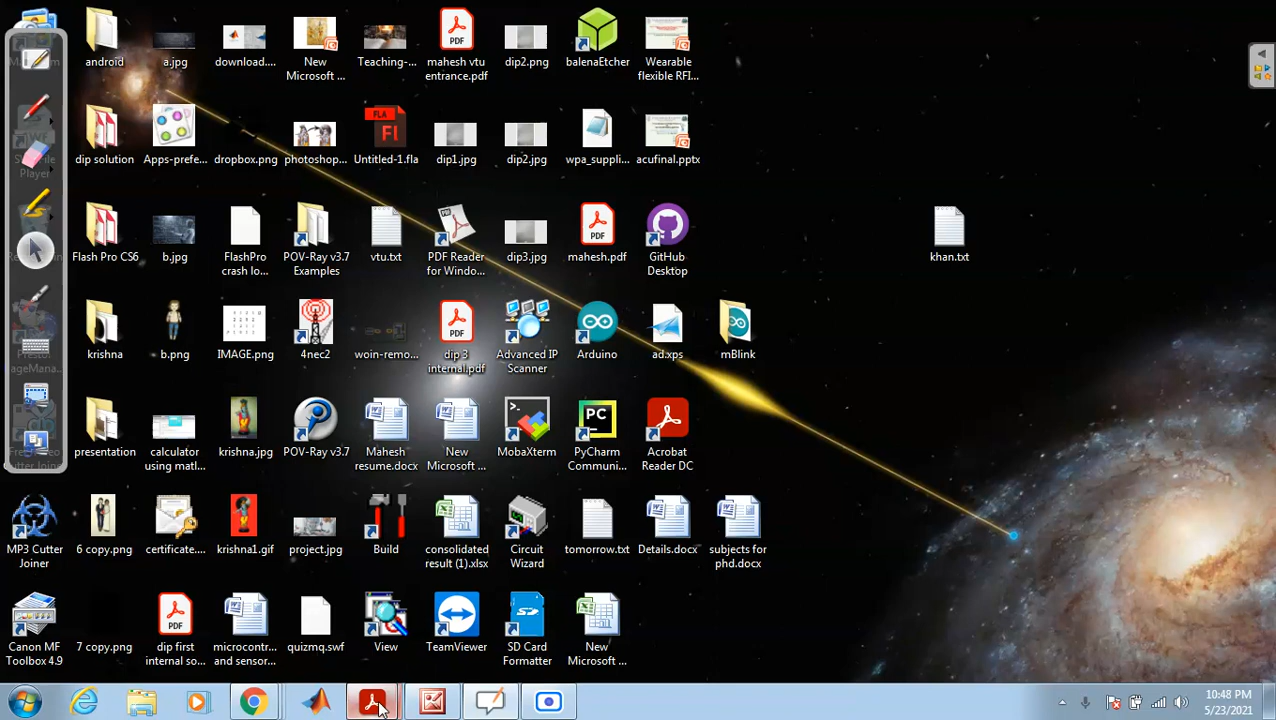 android
a.jpg
download....
New
Microsoft ...
Teaching-...
PDF
mahesh vtu
entrance.pdf
dip2.png
balenaEtcher
Wearable
flexible RFI...
dip solution
Apps-prefe...
dropbox.png
photoshop...
FLA
Fl
Untitled-1.fla
dip1.jpg
dip2.jpg
wpa_suppli...
acufinal.pptx
Player
Flash Pro CS6
b.jpg
FlashPro
crash lo...
POV-Ray v3.7
Examples
vtu.txt
PDF Reader
for Windo...
dip3.jpg
PDF
mahesh.pdf
GitHub
Desktop
khan.txt
krishna
b.png
IMAGE.png
4nec2
woin-remo...
PDF
dip 3
internal.pdf
Advanced IP
Scanner
Arduino
ad.xps
mBlink
presentation
calculator
using matl...
krishna.jpg
POV-Ray v3.7
Mahesh
resume.docx
New
Microsoft ...
MobaXterm
PC
PyCharm
Communi...
Acrobat
Reader DC
MP3 Cutter
Joiner
6 copy.png
certificate....
krishna1.gif
project.jpg
Build
consolidated
result (1).xlsx
Circuit
Wizard
tomorrow.txt
Details.docx
subjects for
phd.docx
Canon MF
Toolbox 4.9
7 copy.png
PDF
dip first
internal so...
microcontr...
and sensor...
quizmq.swf
View
TeamViewer
SD Card
Formatter
New
Microsoft ...
10:48 PM
5/23/2021